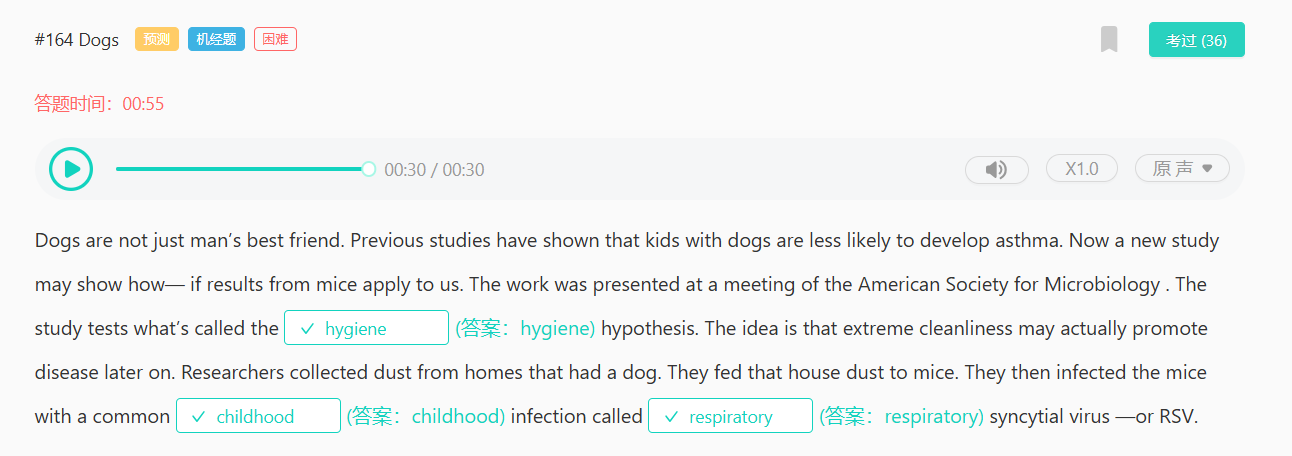 #164 Dogs 预测 机经题 困难 考过 (36)
答题时间：00:55
00:30 / 00:30 X1.0 原声
Dogs are not just man’s best friend. Previous studies have shown that kids with dogs are less likely to develop asthma. Now a new study
may show how— if results from mice apply to us. The work was presented at a meeting of the American Society for Microbiology . The
study tests what’s called the hygiene (答案：hygiene) hypothesis. The idea is that extreme cleanliness may actually promote
disease later on. Researchers collected dust from homes that had a dog. They fed that house dust to mice. They then infected the mice
with a common childhood (答案：childhood) infection called respiratory (答案：respiratory) syncytial virus —or RSV.